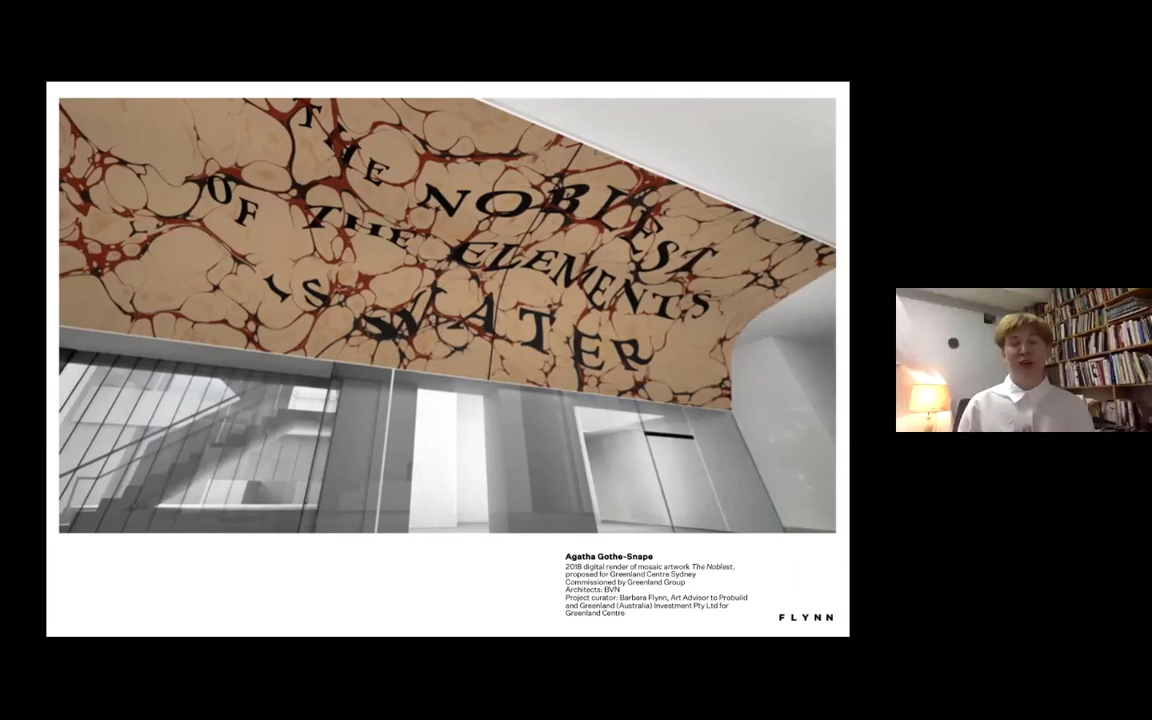 THE NOBLEST
OF THE ELEMENTS
IS WATER
Agatha Gothe-Snape
2018 digital render of mosaic artwork The Noblest,
proposed for Greenland Centre Sydney
Commissioned by Greenland Group
Architects: BVN
Project curator: Barbara Flynn, Art Advisor to Probuild
and Greenland (Australia) Investment Pty Ltd for
Greenland Centre
FLYNN